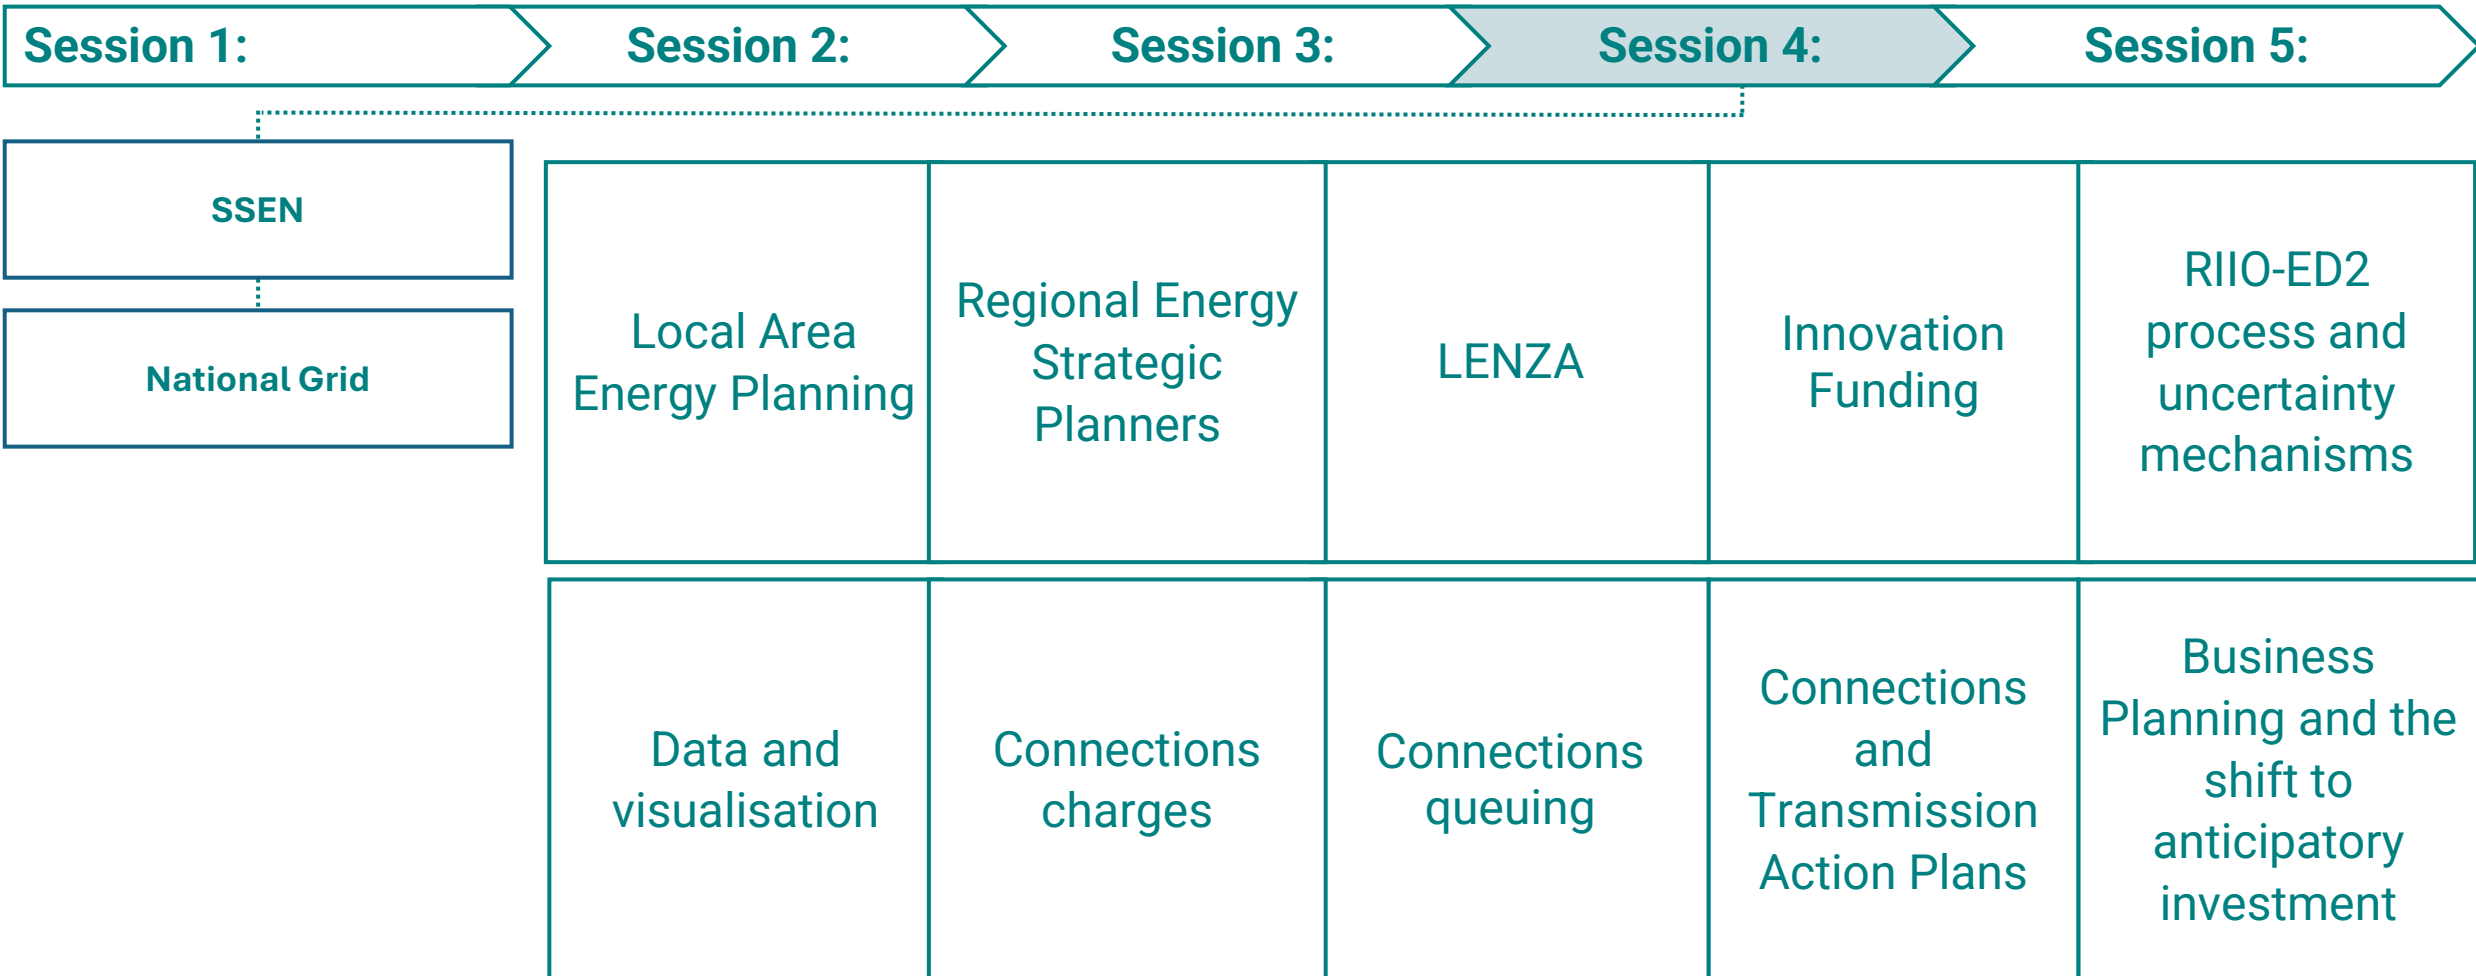 Session 1:
Session 2:
Session 3:
Session 4:
Session 5:
SSEN
National Grid
Local Area
Energy Planning
Regional Energy
Strategic
Planners
LENZA
Innovation
Funding
RIIO-ED2
process and
uncertainty
mechanisms
Data and
visualisation
Connections
charges
Connections
queuing
Connections
and
Transmission
Action Plans
Business
Planning and the
shift to
anticipatory
investment